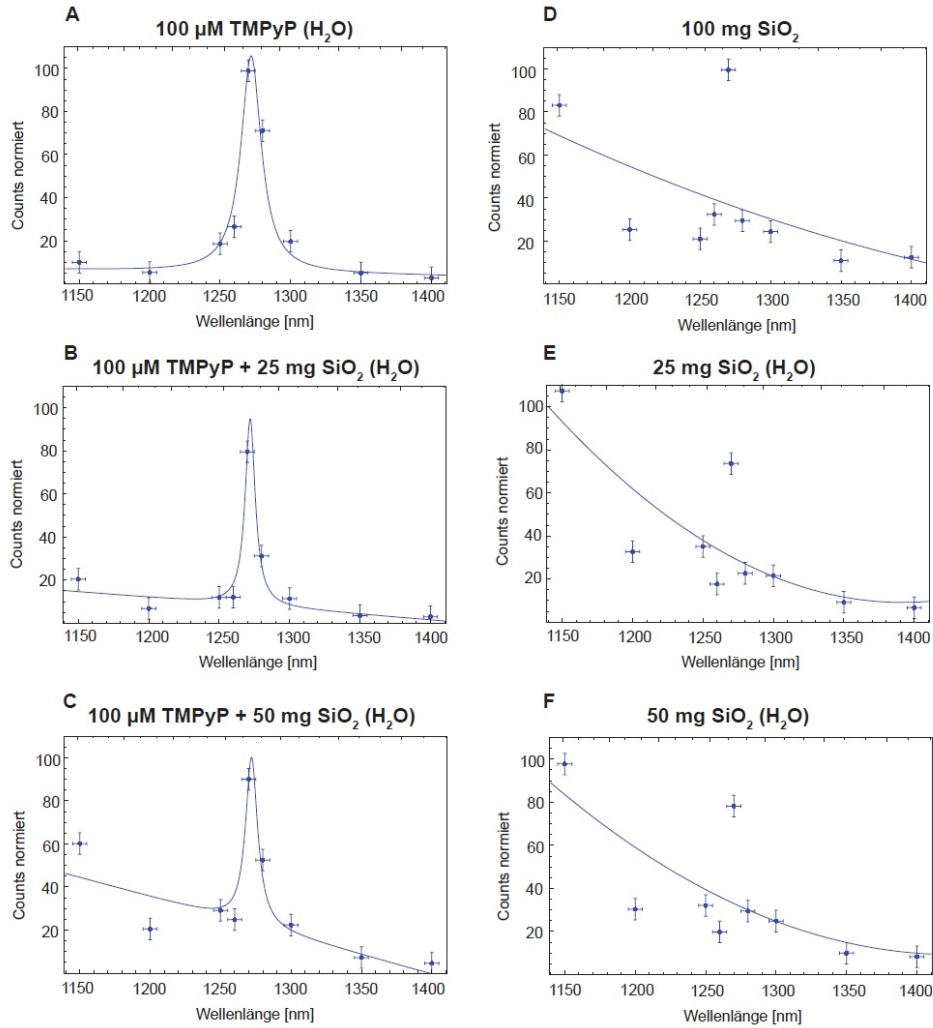 A
100 µM TMPyP (H₂O)
Counts normiert
100
80
60
40
20
1150 1200 1250 1300 1350 1400
Wellenlänge [nm]
B
100 µM TMPyP + 25 mg SiO₂ (H₂O)
Counts normiert
100
80
60
40
20
1150 1200 1250 1300 1350 1400
Wellenlänge [nm]
C
100 µM TMPyP + 50 mg SiO₂ (H₂O)
Counts normiert
100
80
60
40
20
1150 1200 1250 1300 1350 1400
Wellenlänge [nm]
D
100 mg SiO₂
Counts normiert
100
80
60
40
20
1150 1200 1250 1300 1350 1400
Wellenlänge [nm]
E
25 mg SiO₂ (H₂O)
Counts normiert
100
80
60
40
20
1150 1200 1250 1300 1350 1400
Wellenlänge [nm]
F
50 mg SiO₂ (H₂O)
Counts normiert
100
80
60
40
20
1150 1200 1250 1300 1350 1400
Wellenlänge [nm]